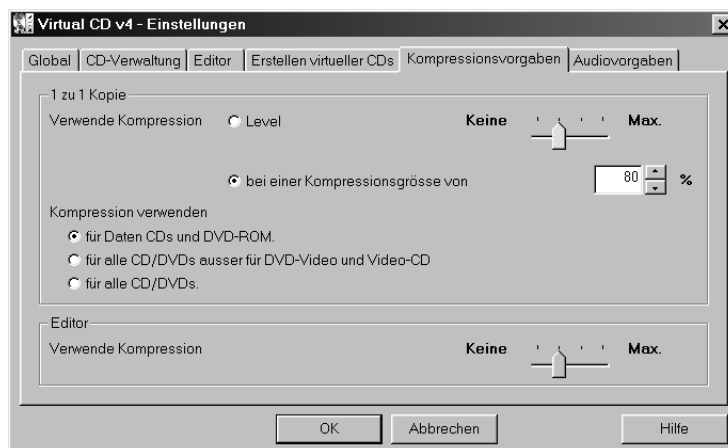 Virtual CD v4 - Einstellungen
Global CD-Verwaltung Editor Erstellen virtueller CDs Kompressionsvorgaben Audiovorgaben
1 zu 1 Kopie
Verwende Kompression Level Keine Max.
bei einer Kompressionsgrösse von 80 %
Kompression verwenden
für Daten CDs und DVD-ROM.
für alle CD/DVDs ausser für DVD-Video und Video-CD
für alle CD/DVDs.
Editor
Verwende Kompression Keine Max.
OK Abbrechen Hilfe